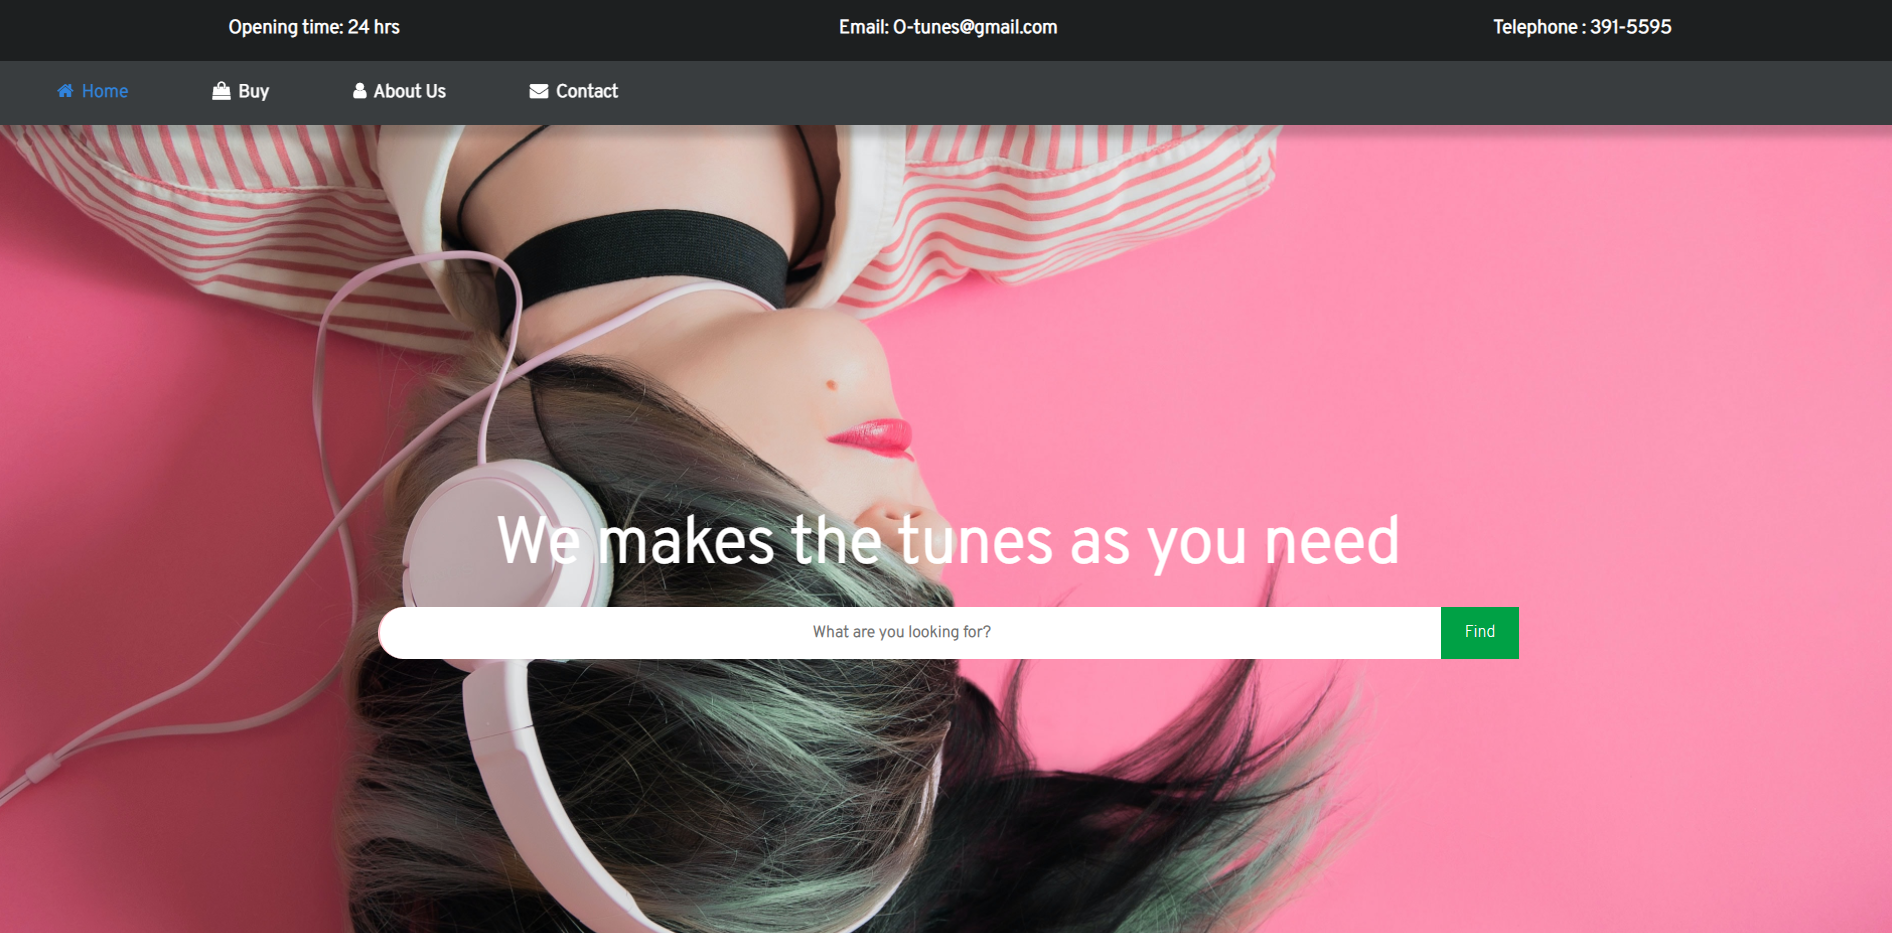 Opening time: 24 hrs
Email: O-tunes@gmail.com
Telephone : 391-5595
Home
Buy
About Us
Contact
We makes the tunes as you need
What are you looking for?
Find